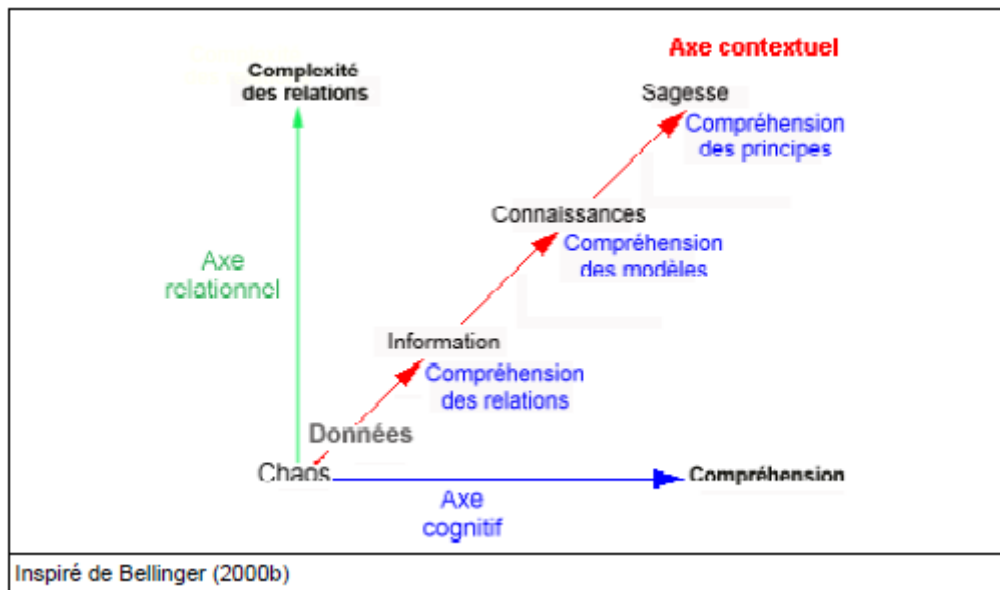 Axe contextuel
Complexité
des relations
Sagesse
Compréhension
des principes
Connaissances
Compréhension
des modèles
Axe
relationnel
Information
Compréhension
des relations
Données
Chaos
Compréhension
Axe
cognitif
Inspiré de Bellinger (2000b)